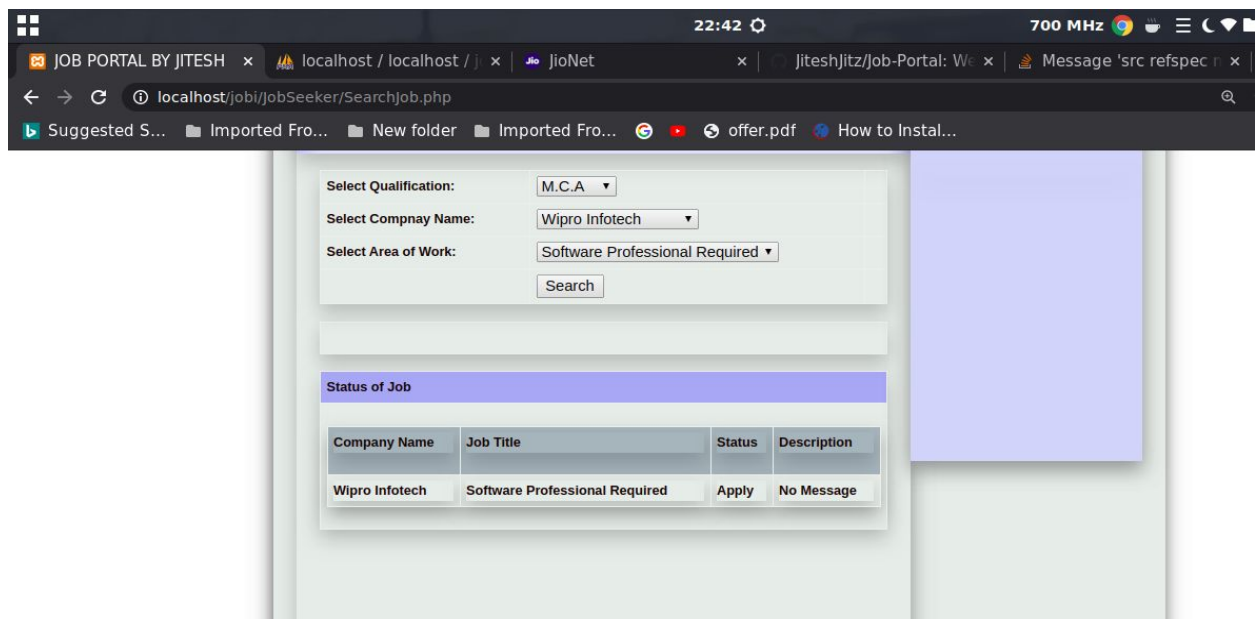 22:42 700 MHz
JOB PORTAL BY JITESH localhost / localhost / j JioNet JiteshJitz/Job-Portal: We Message 'src refspec
localhost/jobi/JobSeeker/SearchJob.php
Suggested S... Imported Fro... New folder Imported Fro... offer.pdf How to Instal...
Select Qualification: M.C.A
Select Compnay Name: Wipro Infotech
Select Area of Work: Software Professional Required
Search
Status of Job
Company Name Job Title Status Description
Wipro Infotech Software Professional Required Apply No Message